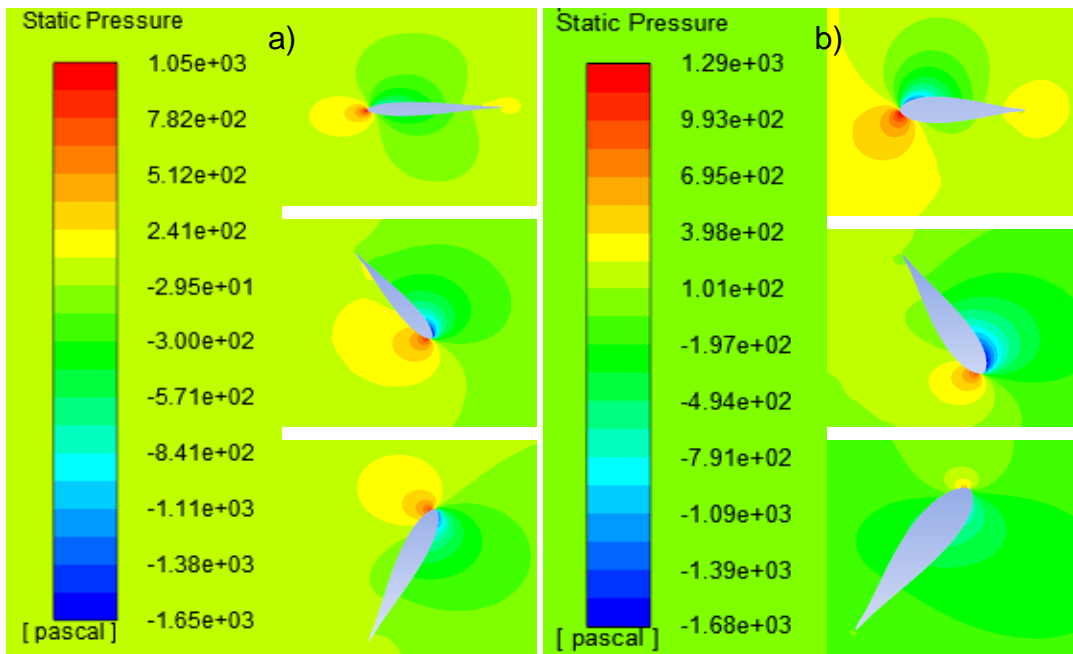 Static Pressure
a)
1.05e+03
7.82e+02
5.12e+02
2.41e+02
-2.95e+01
-3.00e+02
-5.71e+02
-8.41e+02
-1.11e+03
-1.38e+03
-1.65e+03
[ pascal ]
Static Pressure
b)
1.29e+03
9.93e+02
6.95e+02
3.98e+02
1.01e+02
-1.97e+02
-4.94e+02
-7.91e+02
-1.09e+03
-1.39e+03
-1.68e+03
[ pascal ]